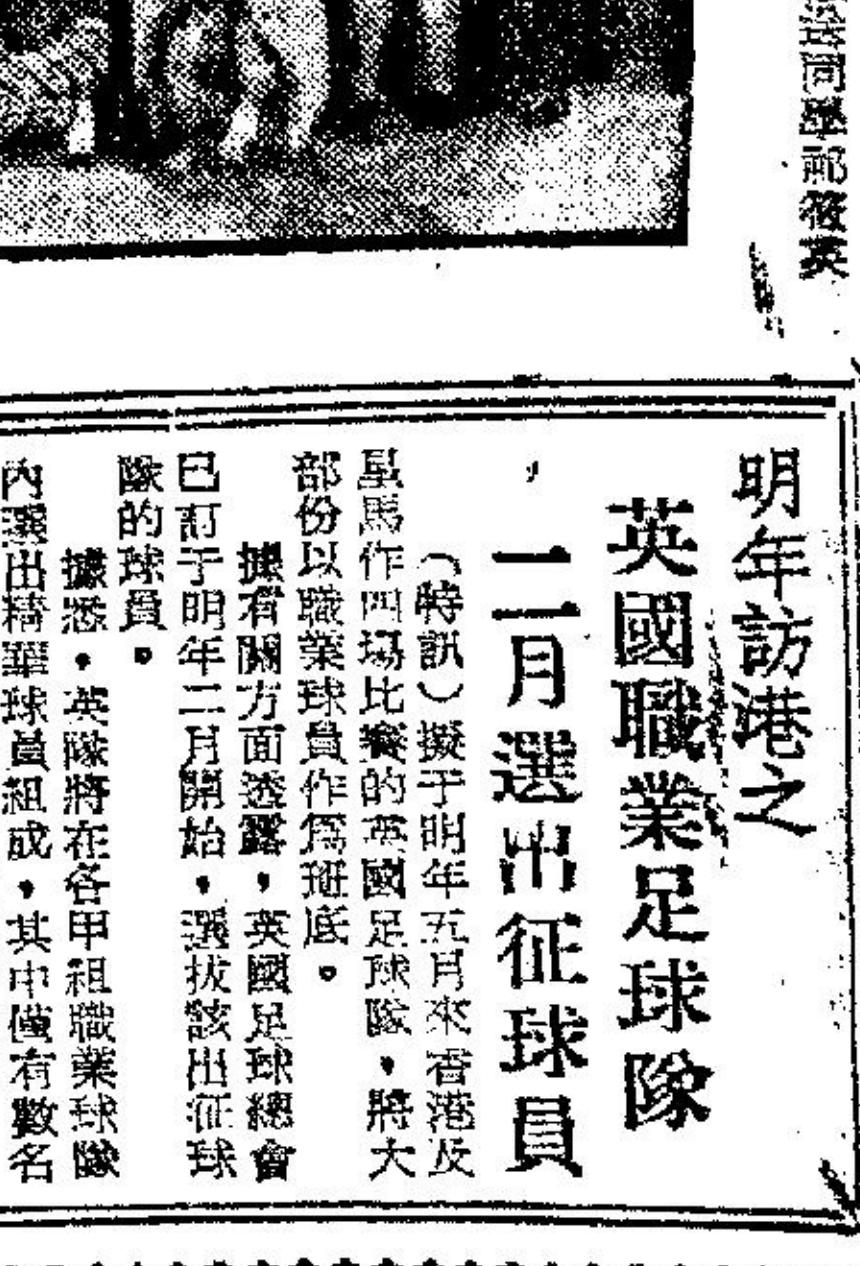 明年訪港之
英國職業足球隊
二月選出征球員
（特訊）擬于明年五月來香港及
星馬作四場比賽的英國足球隊，將大
部份以職業球員作爲班底。
據有關方面透露，英國足球總會
已訂于明年二月開始，選拔該出征球
隊的球員。
據悉，英隊將在各甲組職業球隊
內選出精華球員組成，其中僅有數名